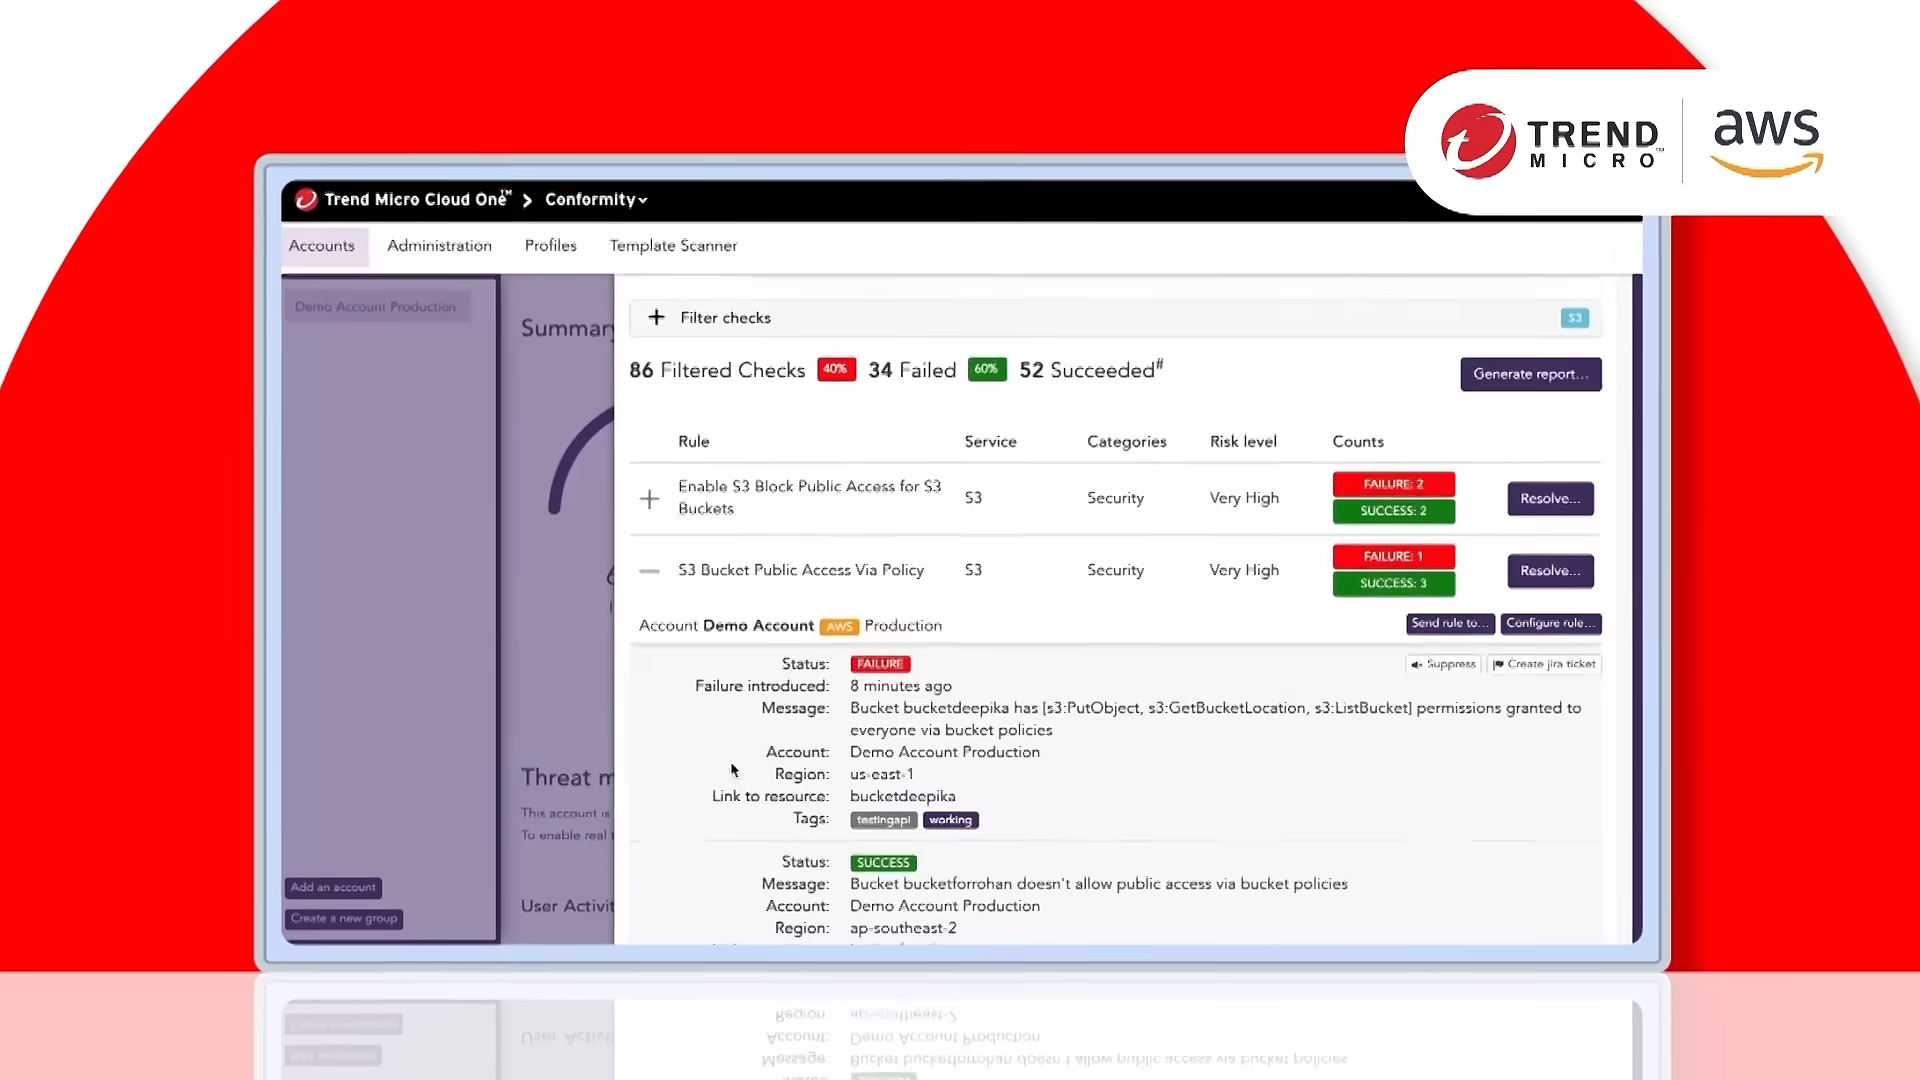 TREND MICRO™
aws
Trend Micro Cloud One™ > Conformity
Accounts Administration Profiles Template Scanner
Demo Account Production
Summary
Threat m
This account is
To enable real t
User Activit
Add an account
Create a new group
Filter checks
S3
86 Filtered Checks 40% 34 Failed 60% 52 Succeeded#
Generate report...
Rule Service Categories Risk level Counts
Enable S3 Block Public Access for S3
Buckets
S3 Security Very High
FAILURE: 2
SUCCESS: 2
Resolve...
S3 Bucket Public Access Via Policy S3 Security Very High
FAILURE: 1
SUCCESS: 3
Resolve...
Account Demo Account AWS Production
Send rule to... Configure rule...
Status: FAILURE
Suppress Create jira ticket
Failure introduced: 8 minutes ago
Message: Bucket bucketdeepika has [s3:PutObject, s3:GetBucketLocation, s3:ListBucket] permissions granted to
everyone via bucket policies
Account: Demo Account Production
Region: us-east-1
Link to resource: bucketdeepika
Tags: testingapi working
Status: SUCCESS
Message: Bucket bucketforrohan doesn't allow public access via bucket policies
Account: Demo Account Production
Region: ap-southeast-2